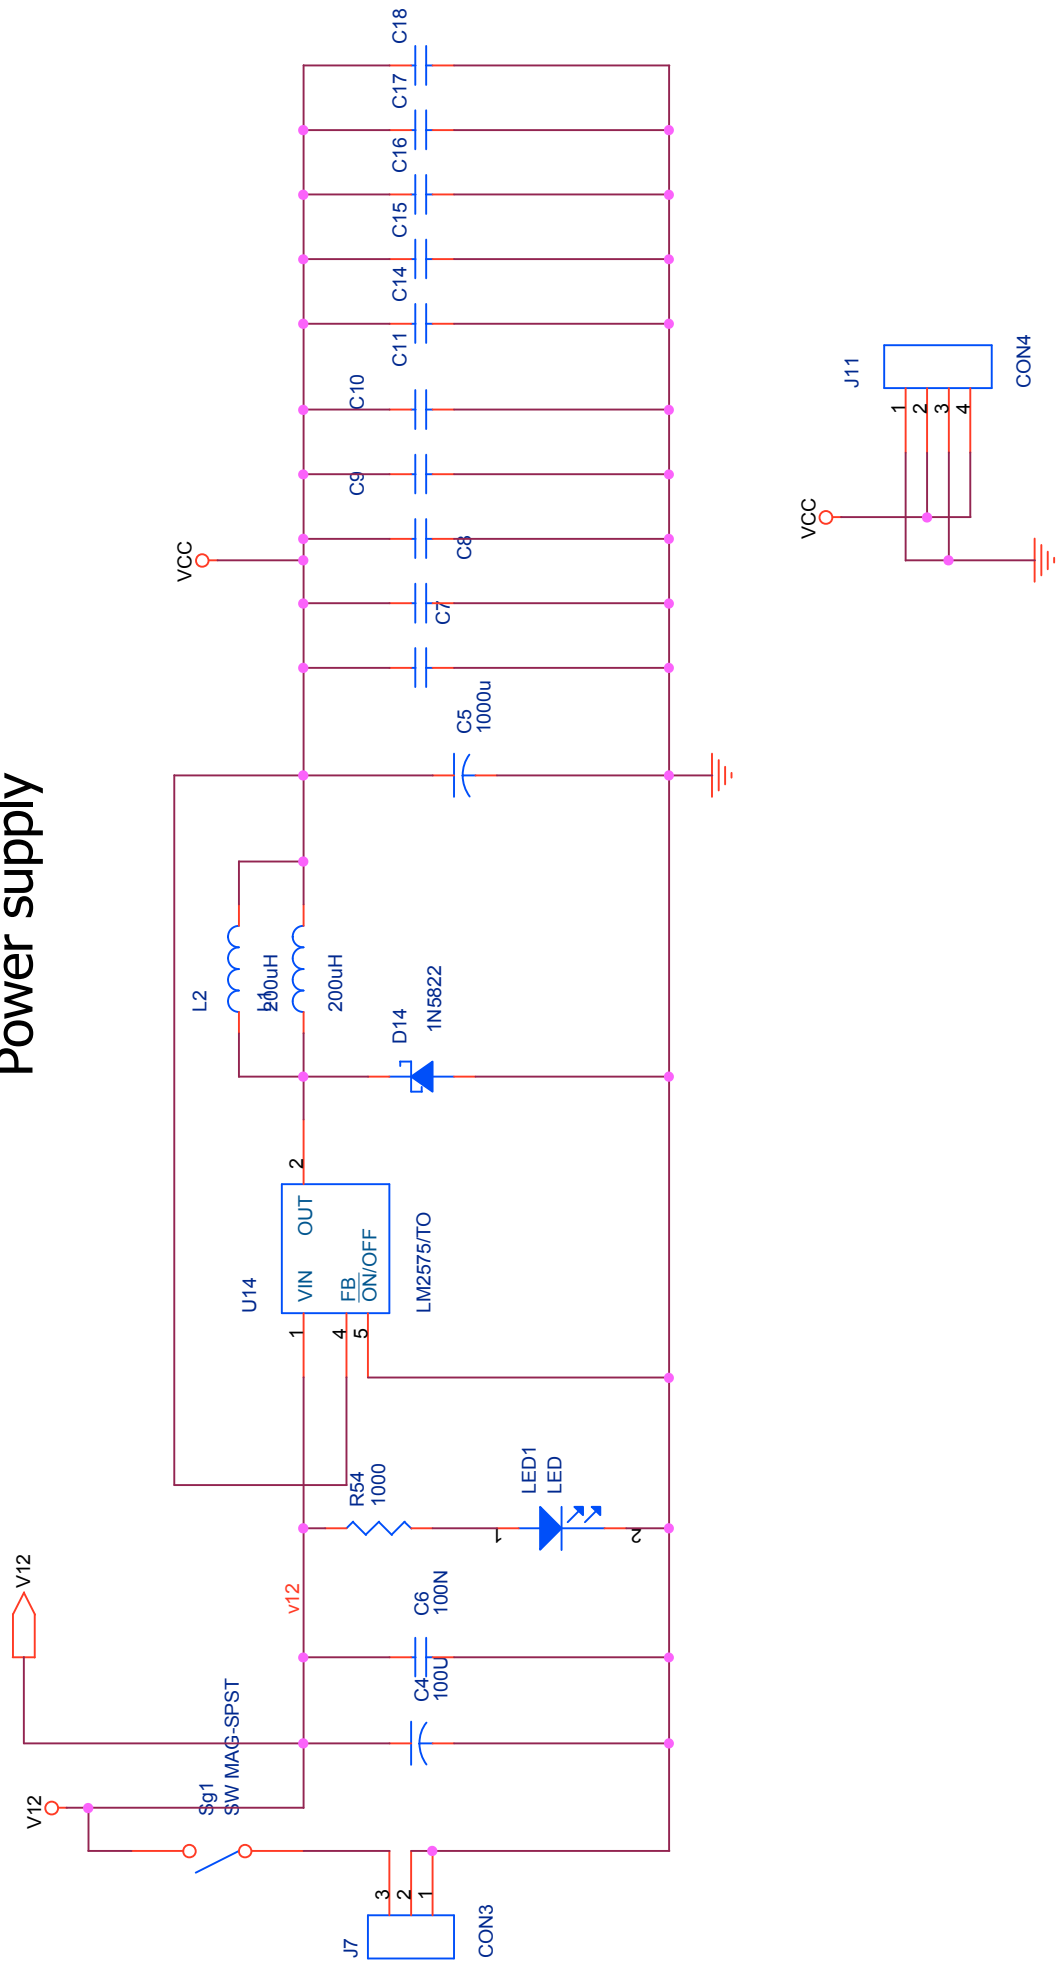 Power supply
V12
V12
Sg1
SW MAG-SPST
J7
3
2
1
CON3
C4
100U
C6
100N
v12
R54
1000
LED1
LED
1
2
U14
VIN
OUT
FB
ON/OFF
1
4
5
2
LM2575/TO
L2
200uH
L1
200uH
D14
1N5822
C5
1000u
VCC
C7
C8
C9
C10
C11
C14
C15
C16
C17
C18
VCC
J11
1
2
3
4
CON4